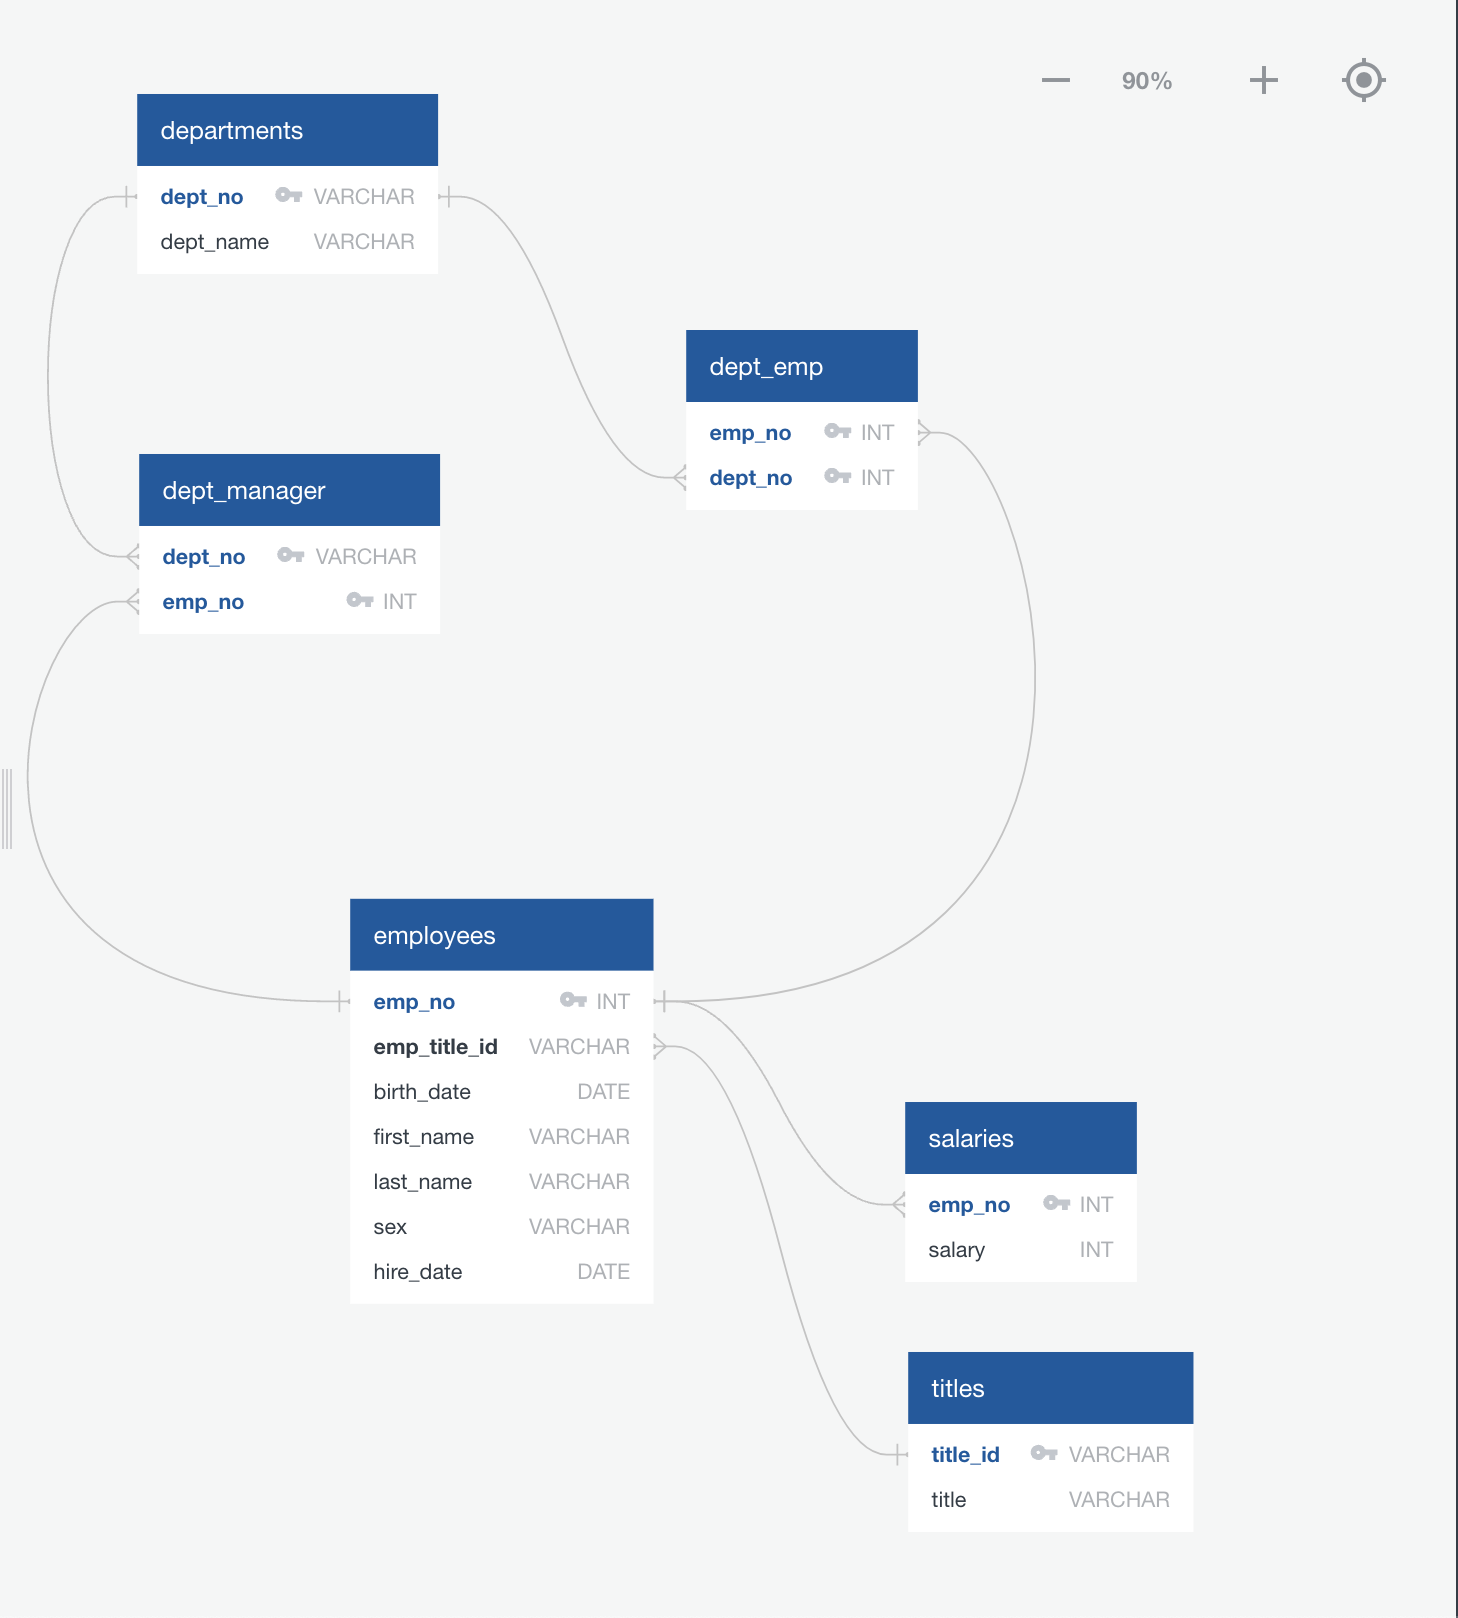 90%
departments
dept_no VARCHAR
dept_name VARCHAR
dept_emp
emp_no INT
dept_no INT
dept_manager
dept_no VARCHAR
emp_no INT
employees
emp_no INT
emp_title_id VARCHAR
birth_date DATE
first_name VARCHAR
last_name VARCHAR
sex VARCHAR
hire_date DATE
salaries
emp_no INT
salary INT
titles
title_id VARCHAR
title VARCHAR